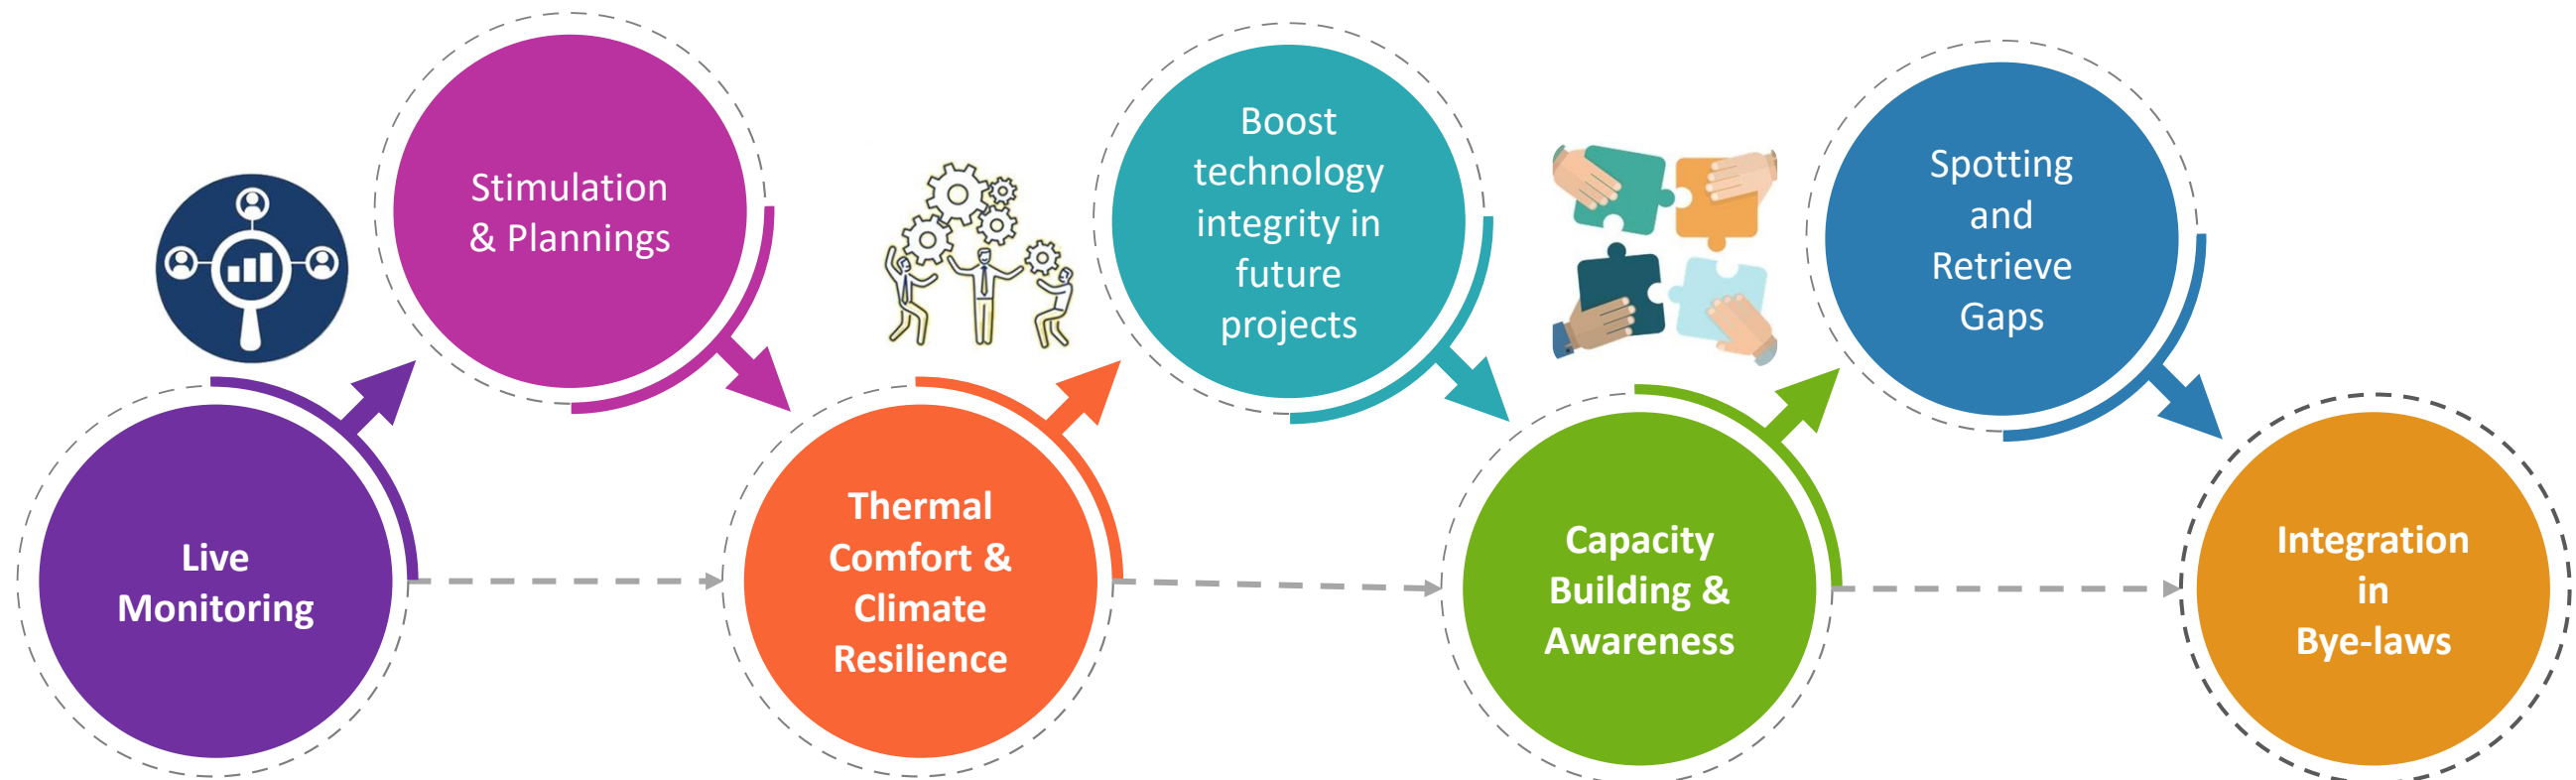 Live
Monitoring
Stimulation
& Plannings
Thermal
Comfort &
Climate
Resilience
Boost
technology
integrity in
future
projects
Capacity
Building &
Awareness
Spotting
and
Retrieve
Gaps
Integration
in
Bye-laws